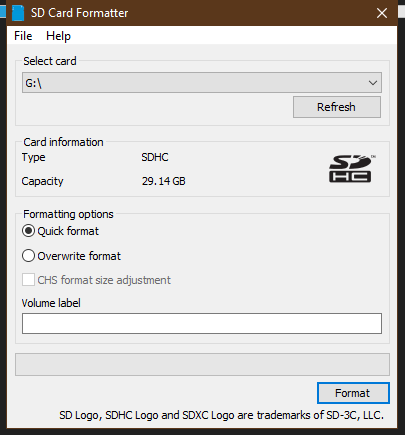 SD Card Formatter
File Help
Select card
G:\
Refresh
Card information
Type SDHC
SD
HC
TM
Capacity 29.14 GB
Formatting options
Quick format
Overwrite format
CHS format size adjustment
Volume label
Format
SD Logo, SDHC Logo and SDXC Logo are trademarks of SD-3C, LLC.